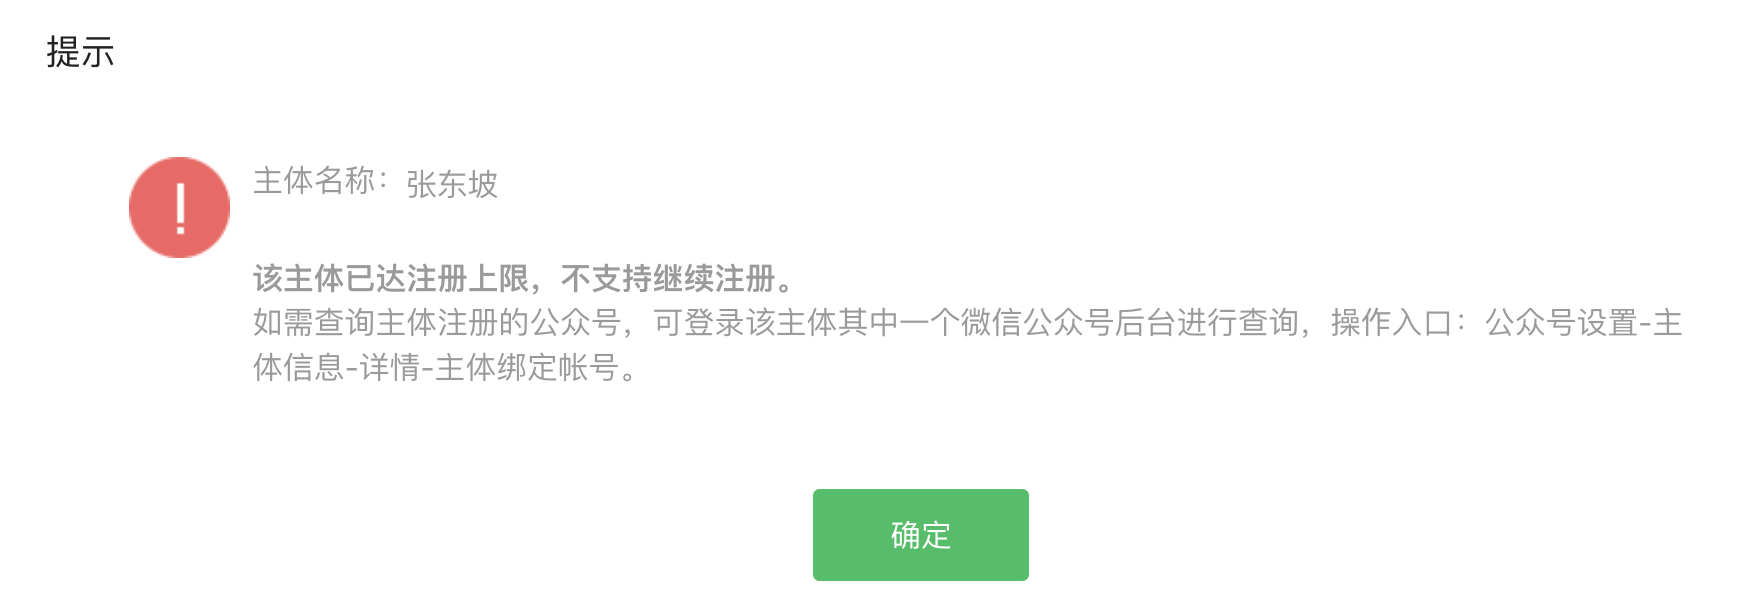 提示
主体名称：张东坡
该主体已达注册上限，不支持继续注册。
如需查询主体注册的公众号，可登录该主体其中一个微信公众号后台进行查询，操作入口：公众号设置-主
体信息-详情-主体绑定帐号。
确定